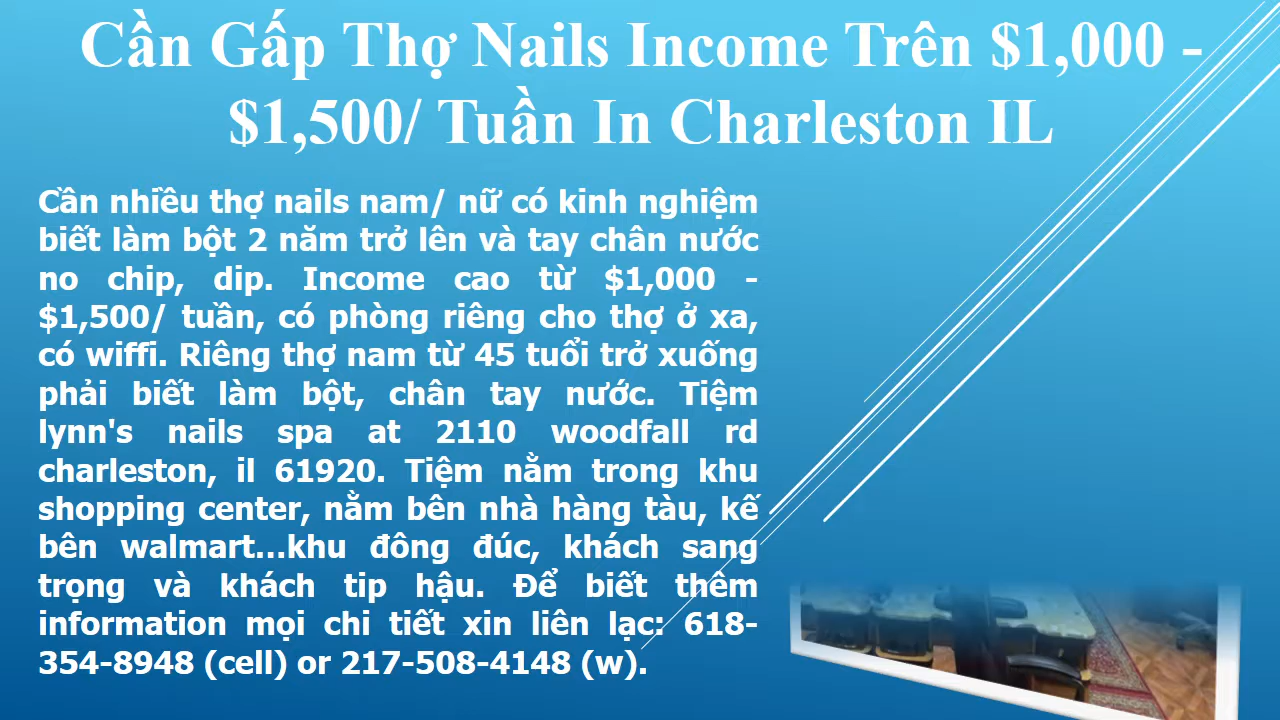 Cần Gấp Thợ Nails Income Trên $1,000 -
$1,500/ Tuần In Charleston IL
Cần nhiều thợ nails nam/ nữ có kinh nghiệm
biết làm bột 2 năm trở lên và tay chân nước
no chip, dip. Income cao từ $1,000 -
$1,500/ tuần, có phòng riêng cho thợ ở xa,
có wiffi. Riêng thợ nam từ 45 tuổi trở xuống
phải biết làm bột, chân tay nước. Tiệm
lynn's nails spa at 2110 woodfall rd
charleston, il 61920. Tiệm nằm trong khu
shopping center, nằm bên nhà hàng tàu, kế
bên walmart...khu đông đúc, khách sang
trọng và khách tip hậu. Để biết thêm
information mọi chi tiết xin liên lạc: 618-
354-8948 (cell) or 217-508-4148 (w).